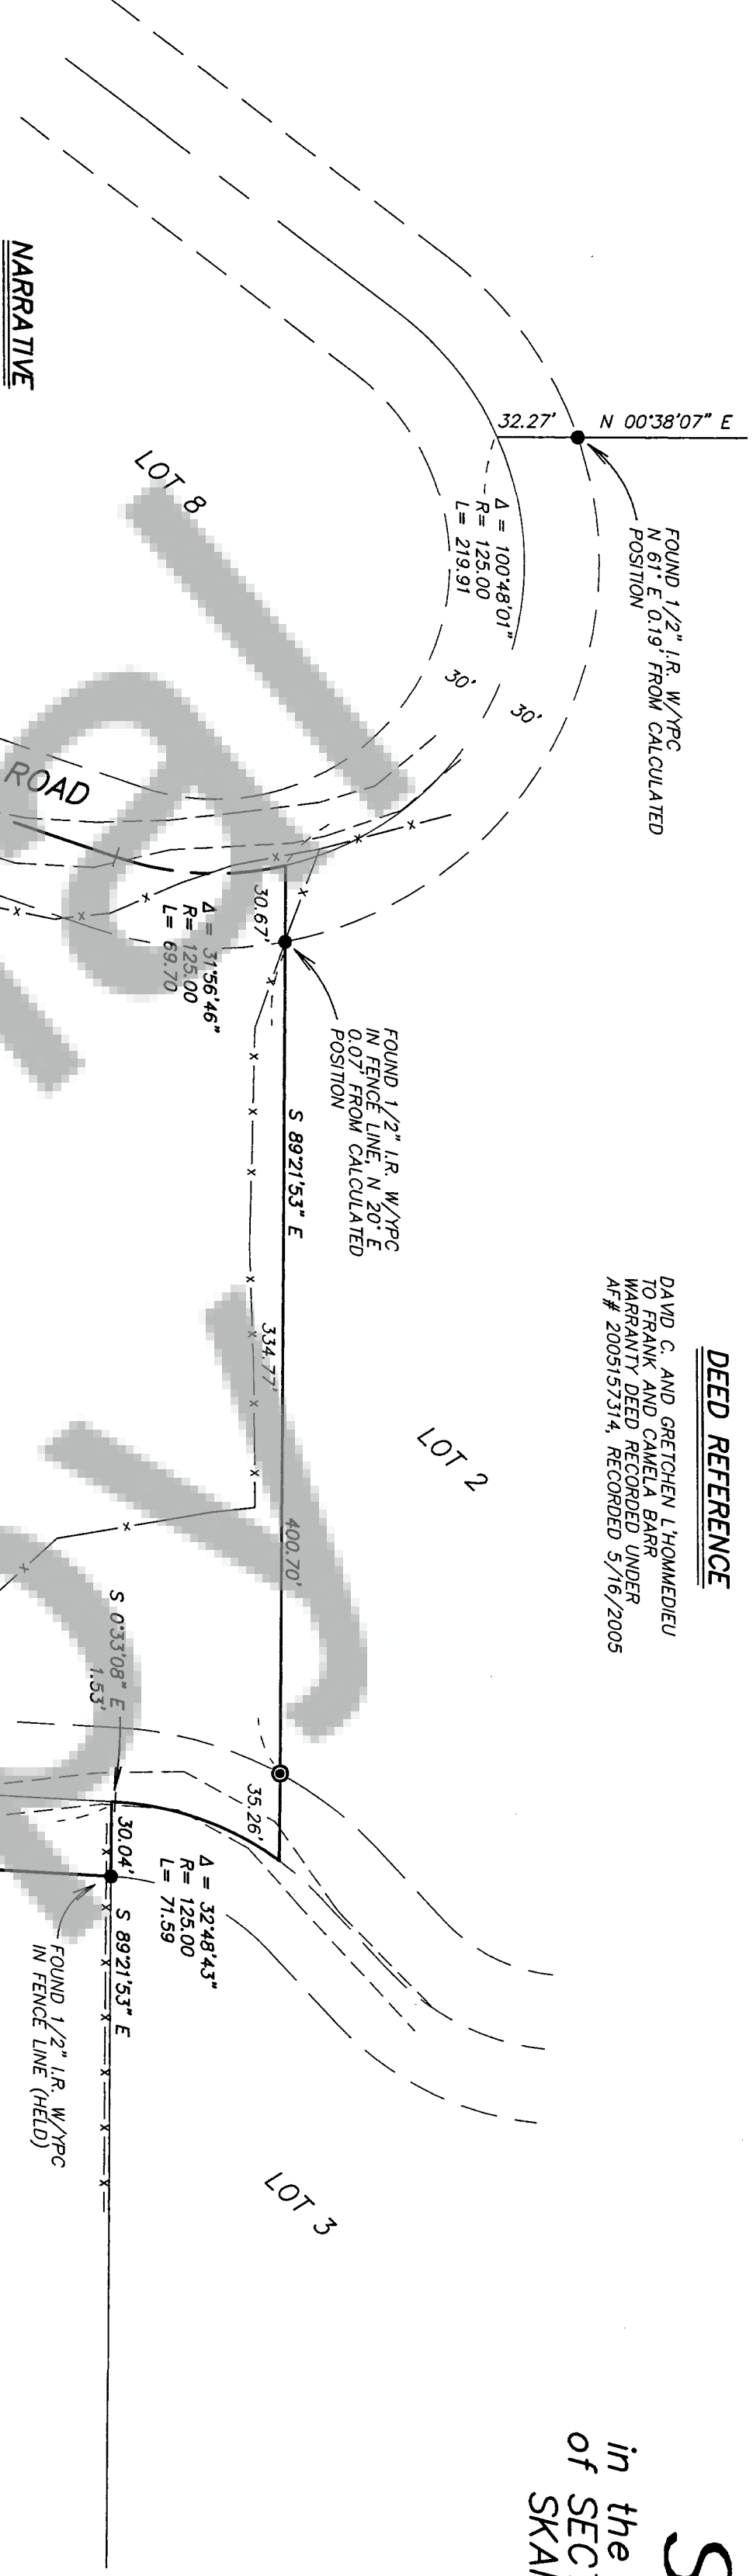 NARRATIVE
LOT 8
32.27'
N 00°38'07" E
FOUND 1/2" I.R. W/YPC
N 61° E 0.19' FROM CALCULATED
POSITION
Δ = 100°48'01"
R= 125.00
L= 219.91
30'
30'
ROAD
30.67'
Δ = 31°56'46"
R= 125.00
L= 69.70
FOUND 1/2" I.R. W/YPC
IN FENCE LINE, N 20° E
0.07' FROM CALCULATED
POSITION
S 89°21'53" E
334.77'
400.70'
DEED REFERENCE
DAVID C. AND GRETCHEN L'HOMMEDIEU
TO FRANK AND CAMELA BARR
WARRANTY DEED RECORDED UNDER
AF# 2005157314, RECORDED 5/16/2005
LOT 2
S 0°33'08" E
1.53'
35.26'
30.04'
S 89°21'53" E
Δ = 32°48'43"
R= 125.00
L= 71.59
FOUND 1/2" I.R. W/YPC
IN FENCE LINE (HELD)
LOT 3
in the
of SEC